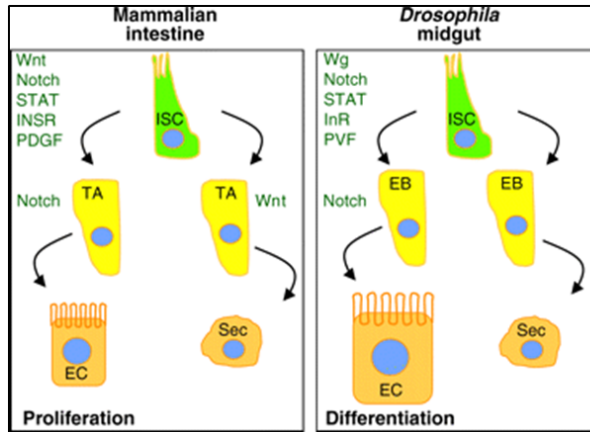 Mammalian
intestine
Wnt
Notch
STAT
INSR
PDGF
ISC
TA
TA
Notch
Wnt
EC
Sec
Proliferation
Drosophila
midgut
Wg
Notch
STAT
InR
PVF
ISC
EB
EB
Notch
EC
Sec
Differentiation